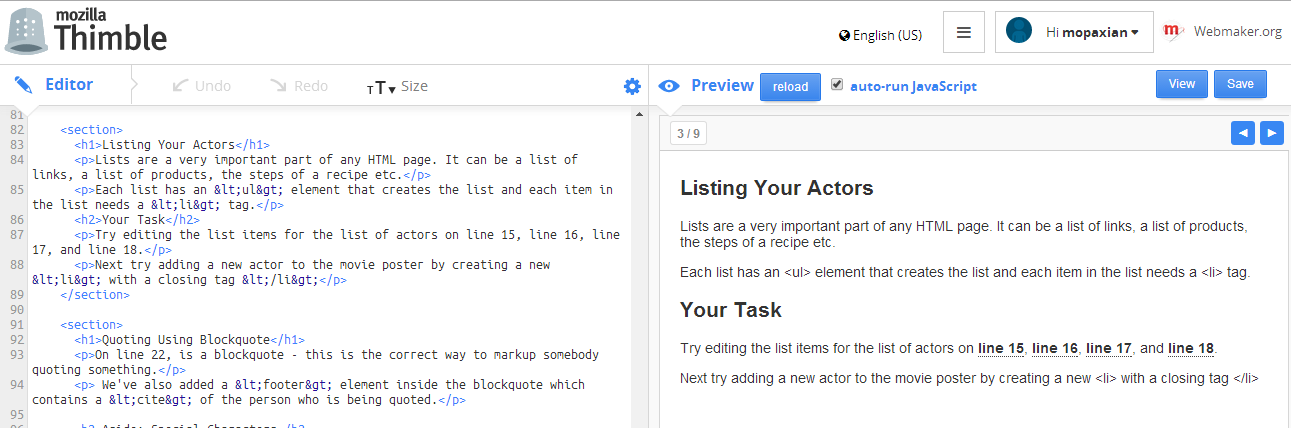 mozilla
Thimble
English (US)
Hi mopaxian
Webmaker.org
Editor
Undo
Redo
TT Size
Preview
reload
auto-run JavaScript
View
Save
81
82 <section>
83 <h1>Listing Your Actors</h1>
84 <p>Lists are a very important part of any HTML page. It can be a list of
links, a list of products, the steps of a recipe etc.</p>
85 <p>Each list has an &lt;ul&gt; element that creates the list and each item in
the list needs a &lt;li&gt; tag.</p>
86 <h2>Your Task</h2>
87 <p>Try editing the list items for the list of actors on line 15, line 16, line
17, and line 18.</p>
88 <p>Next try adding a new actor to the movie poster by creating a new
&lt;li&gt; with a closing tag &lt;/li&gt;</p>
89 </section>
90
91 <section>
92 <h1>Quoting Using Blockquote</h1>
93 <p>On line 22, is a blockquote - this is the correct way to markup somebody
quoting something.</p>
94 <p> We've also added a &lt;footer&gt; element inside the blockquote which
contains a &lt;cite&gt; of the person who is being quoted.</p>
95
3 / 9
Listing Your Actors
Lists are a very important part of any HTML page. It can be a list of links, a list of products,
the steps of a recipe etc.
Each list has an <ul> element that creates the list and each item in the list needs a <li> tag.
Your Task
Try editing the list items for the list of actors on line 15, line 16, line 17, and line 18.
Next try adding a new actor to the movie poster by creating a new <li> with a closing tag </li>